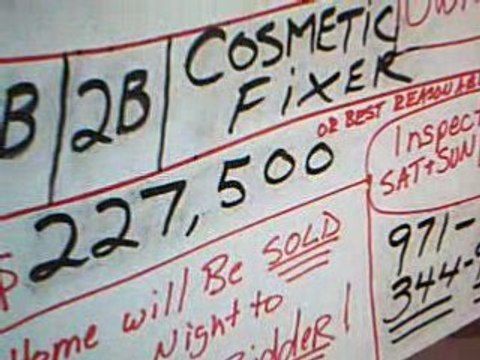 B 2B COSMETIC
FIXER
OR BEST REASONABLE
$227,500
Inspect
SAT+SUN
Home will Be SOLD
Night to
Bidder!
971-
344-